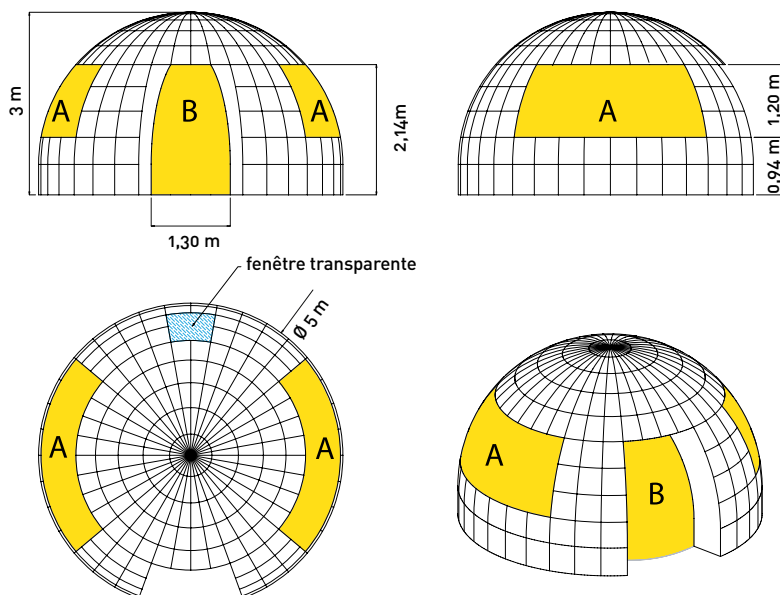 3 m
A
B
A
2,14m
1,30 m
A
1,20 m
0,94 m
fenêtre transparente
Ø 5 m
A
A
A
B